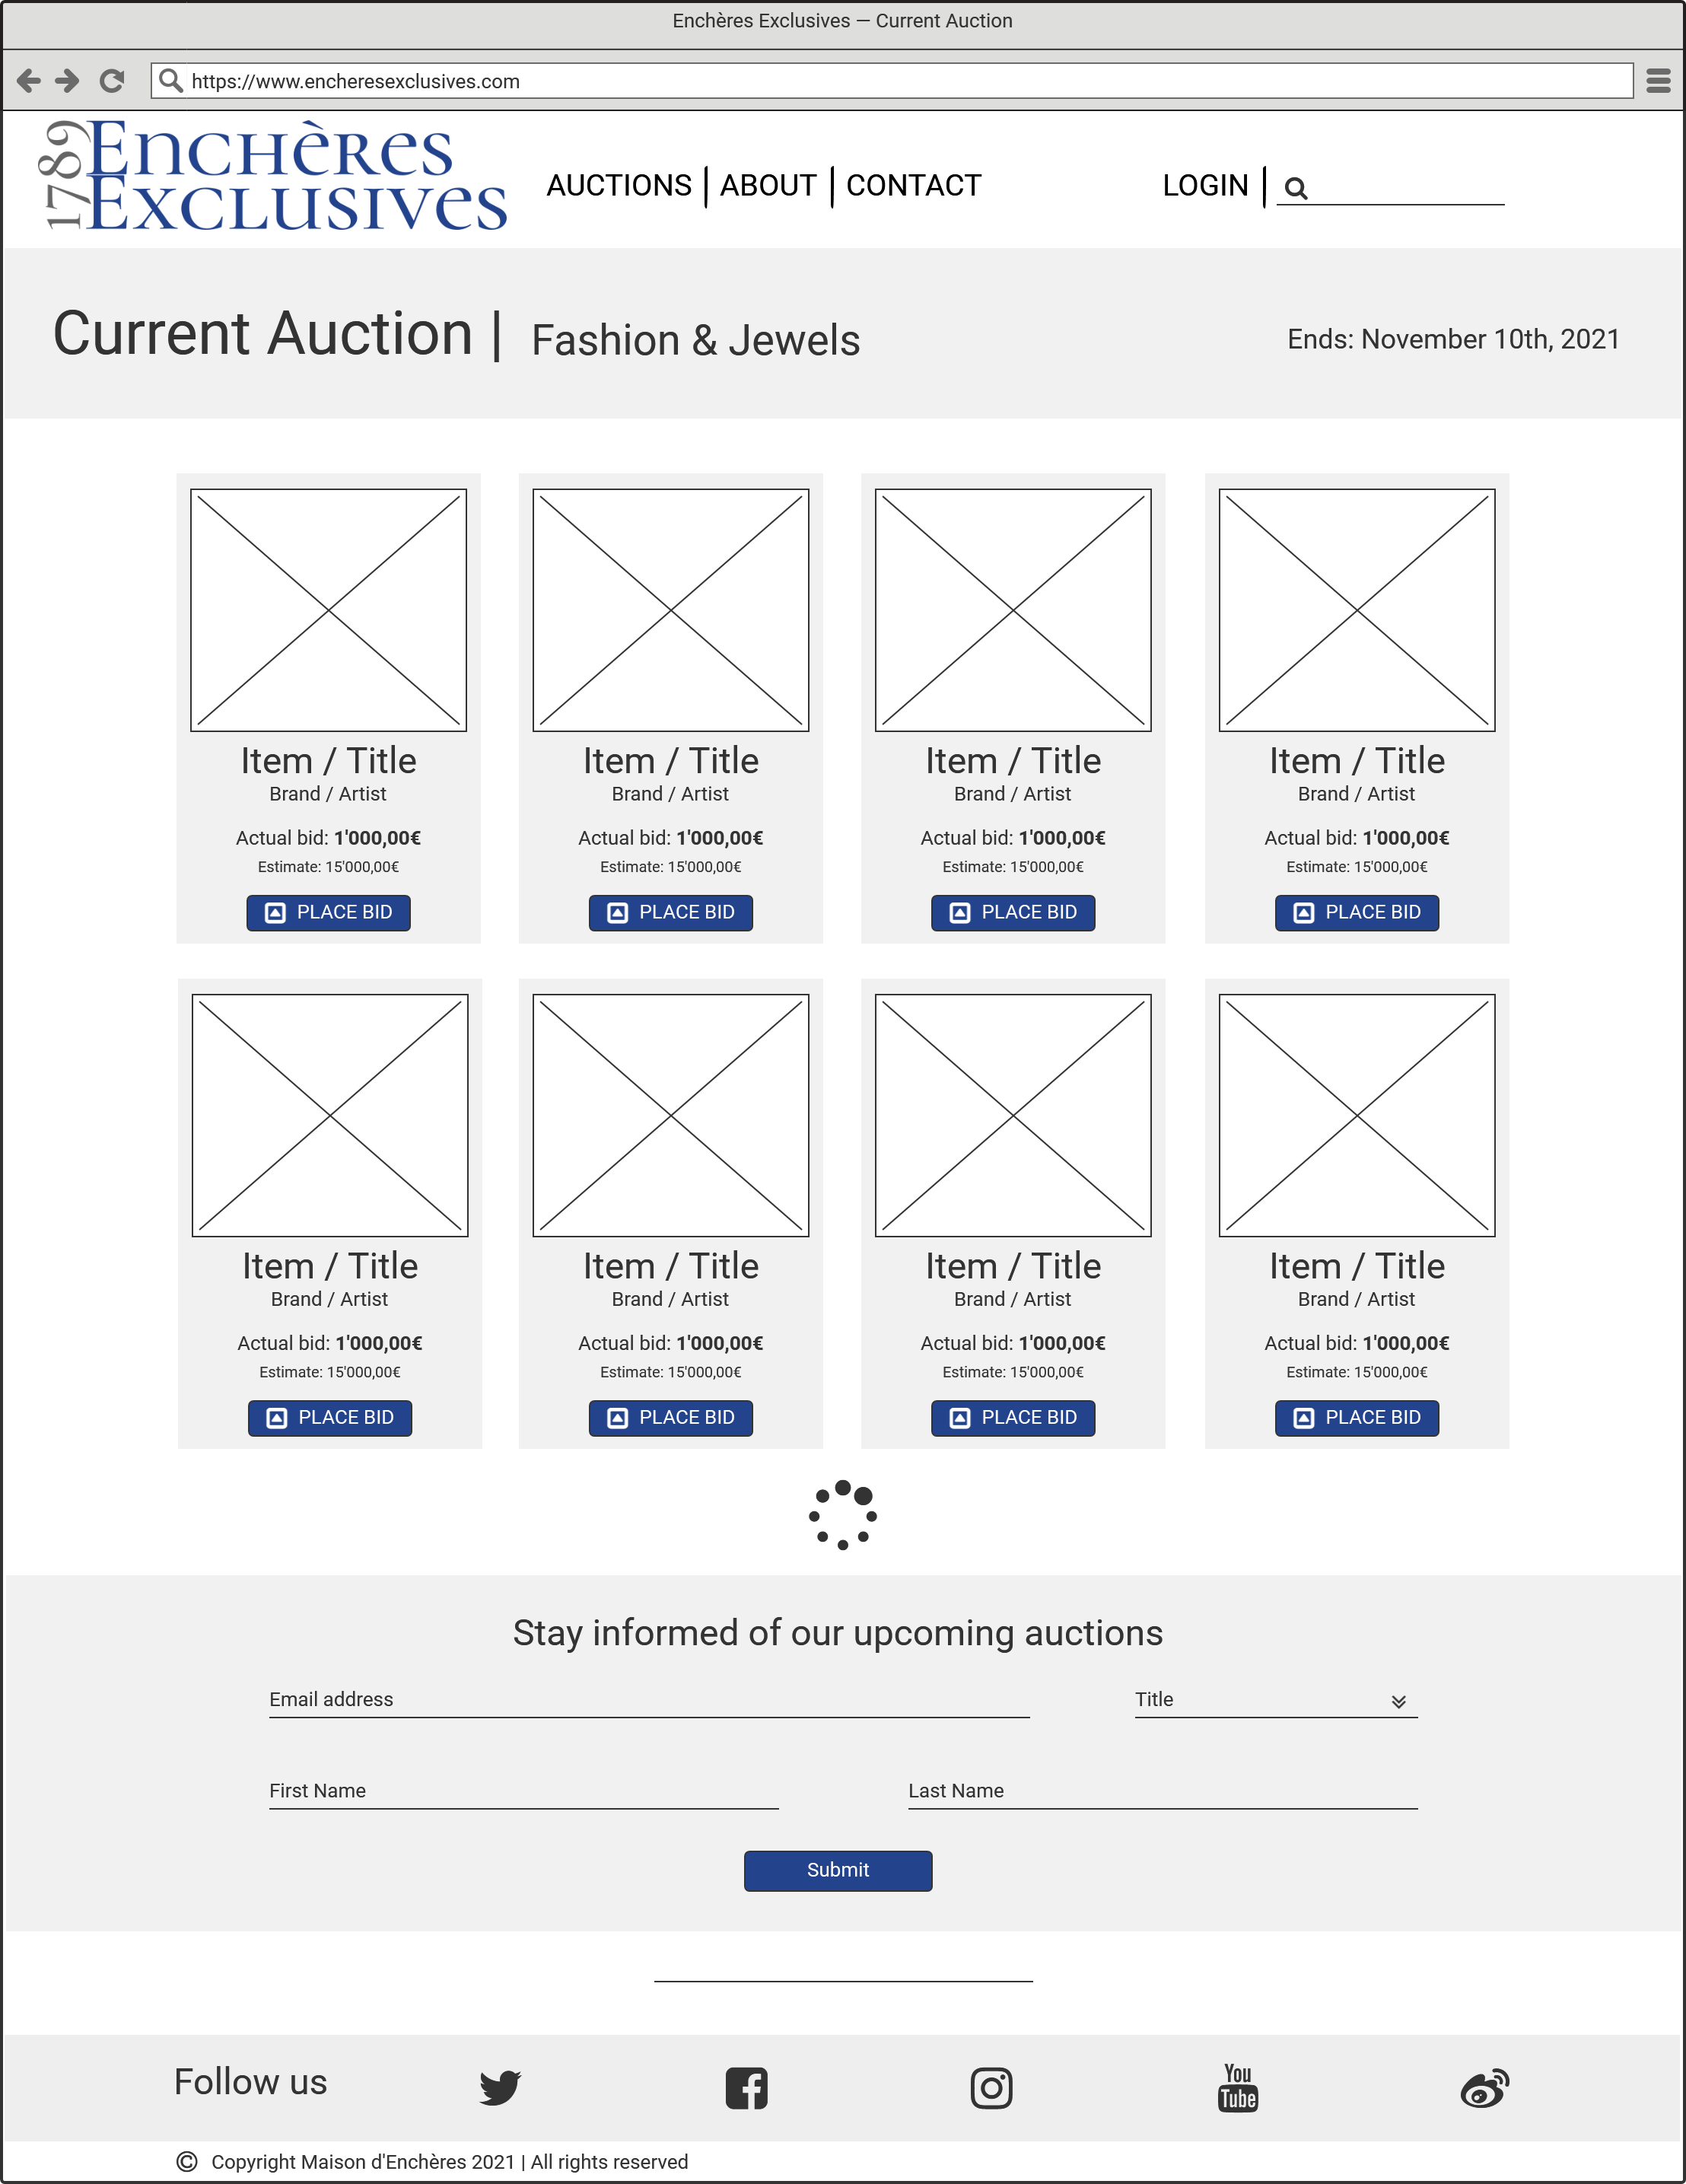 Enchères Exclusives — Current Auction
https://www.encheresexclusives.com
1789
Enchères
Exclusives
AUCTIONS | ABOUT | CONTACT
LOGIN |
Current Auction | Fashion & Jewels
Ends: November 10th, 2021
Item / Title
Brand / Artist
Actual bid: 1'000,00€
Estimate: 15'000,00€
PLACE BID
Item / Title
Brand / Artist
Actual bid: 1'000,00€
Estimate: 15'000,00€
PLACE BID
Item / Title
Brand / Artist
Actual bid: 1'000,00€
Estimate: 15'000,00€
PLACE BID
Item / Title
Brand / Artist
Actual bid: 1'000,00€
Estimate: 15'000,00€
PLACE BID
Item / Title
Brand / Artist
Actual bid: 1'000,00€
Estimate: 15'000,00€
PLACE BID
Item / Title
Brand / Artist
Actual bid: 1'000,00€
Estimate: 15'000,00€
PLACE BID
Item / Title
Brand / Artist
Actual bid: 1'000,00€
Estimate: 15'000,00€
PLACE BID
Item / Title
Brand / Artist
Actual bid: 1'000,00€
Estimate: 15'000,00€
PLACE BID
Stay informed of our upcoming auctions
Email address
Title
First Name
Last Name
Submit
Follow us
You
Tube
© Copyright Maison d'Enchères 2021 | All rights reserved